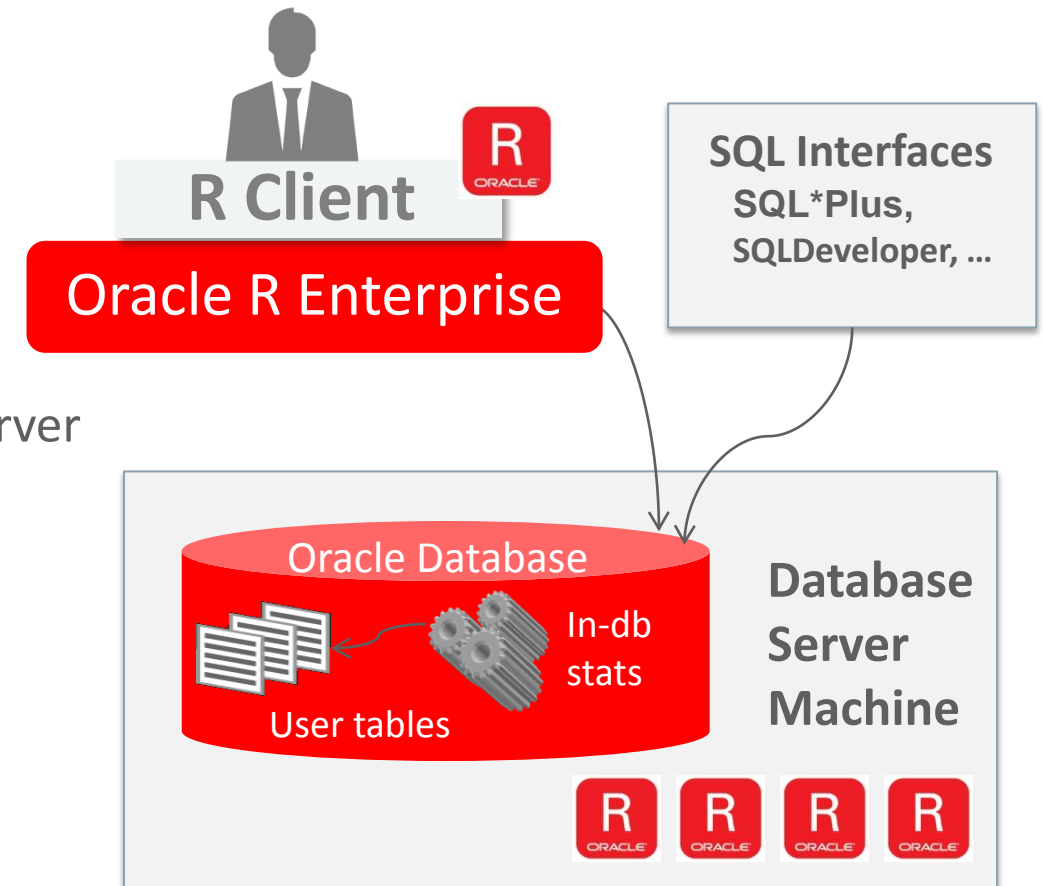 R
ORACLE
R Client
Oracle R Enterprise
SQL Interfaces
SQL*Plus,
SQLDeveloper, ...
rver
Oracle Database
In-db
stats
User tables
Database
Server
Machine
R
ORACLE
R
ORACLE
R
ORACLE
R
ORACLE